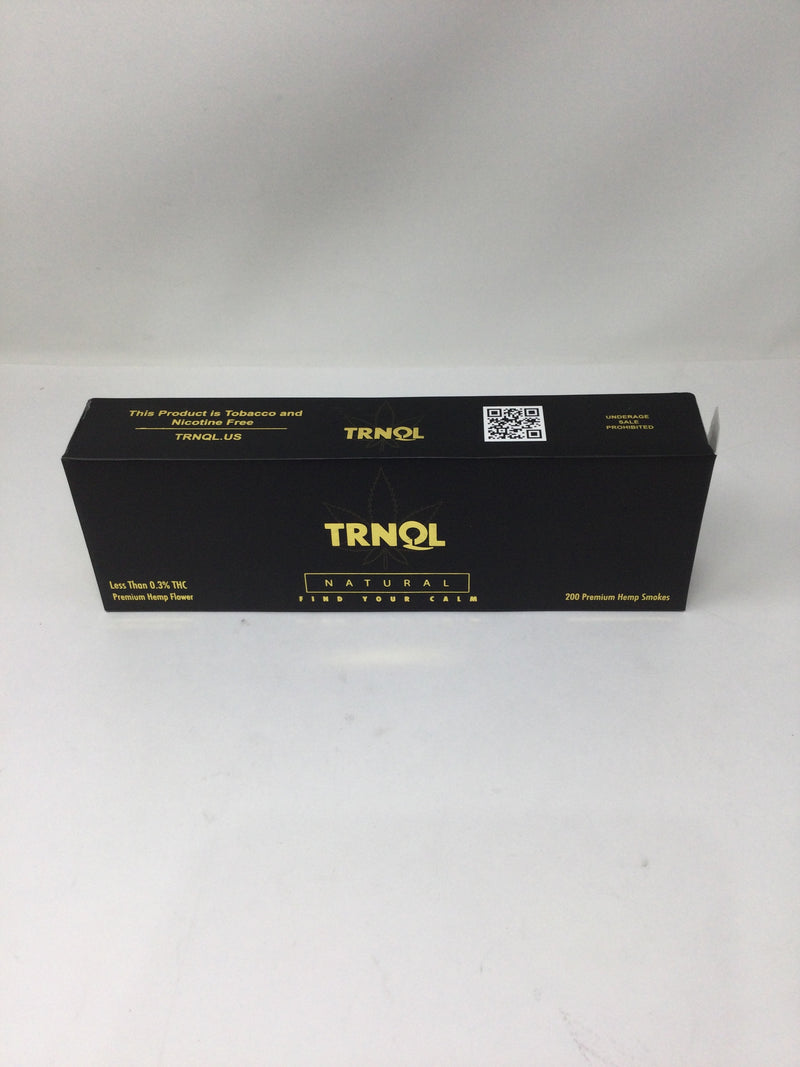 This Product is Tobacco and
Nicotine Free
TRNQL.US
TRNQL
UNDERAGE
SALE
PROHIBITED
TRNQL
NATURAL
FIND YOUR CALM
Less Than 0.3% THC
Premium Hemp Flower
200 Premium Hemp Smokes